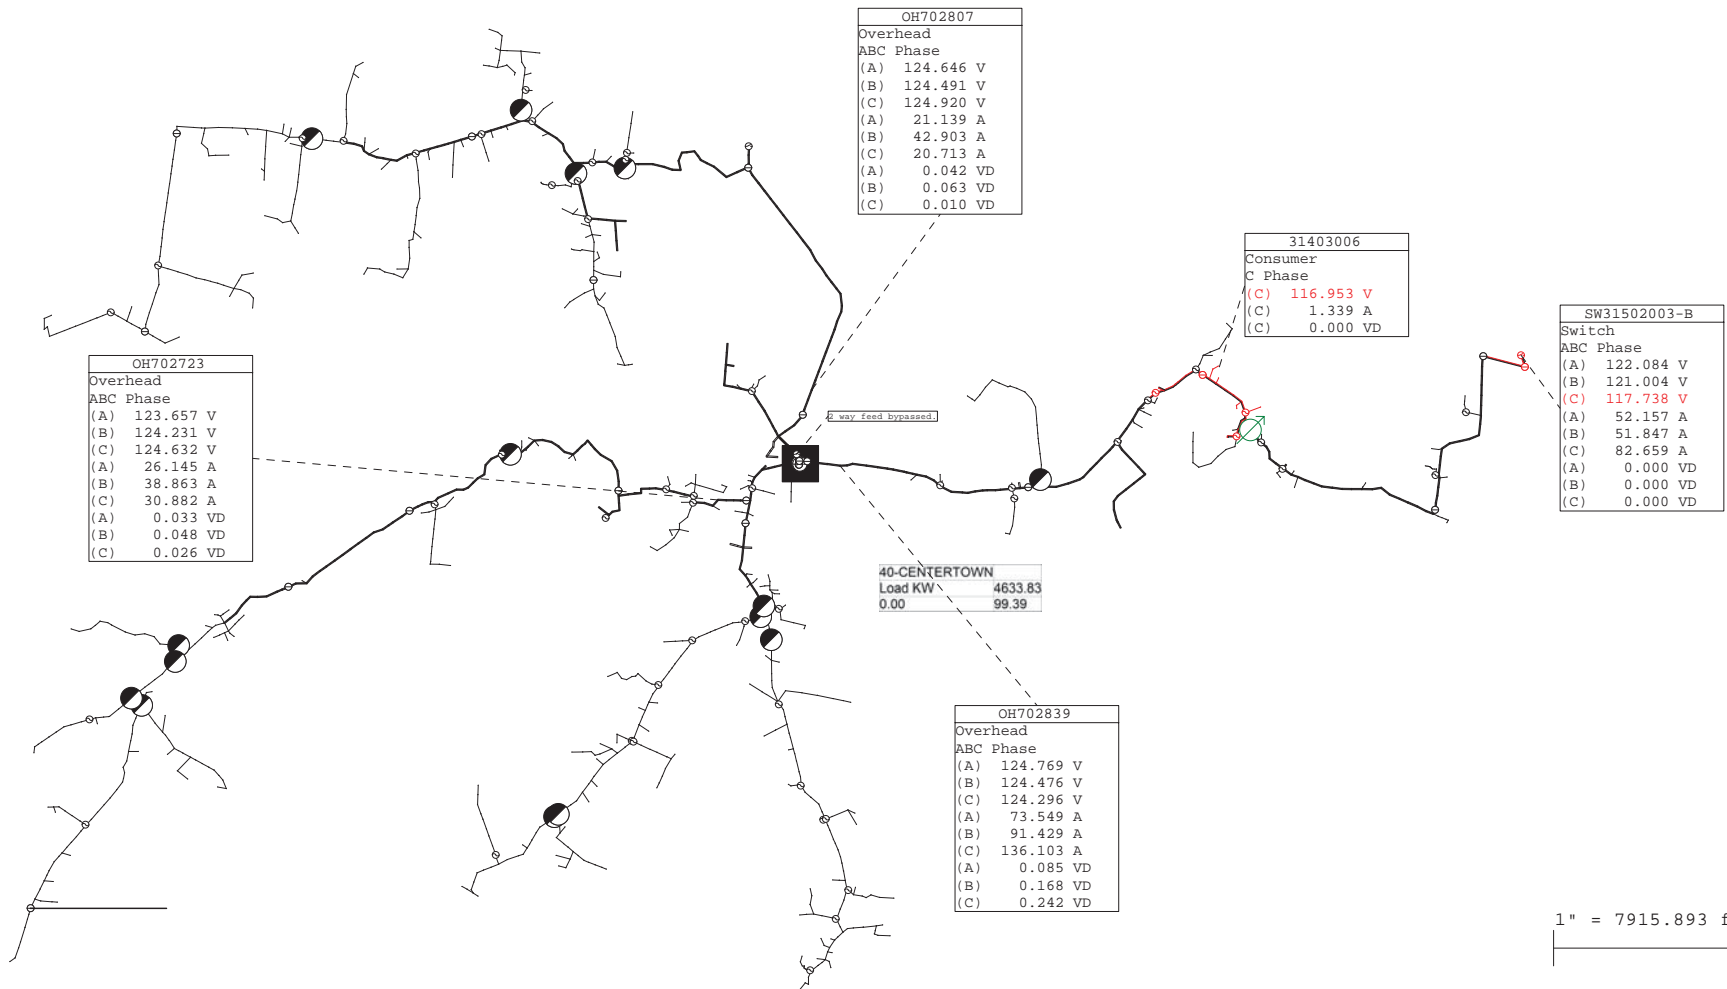 OH702807
Overhead
ABC Phase
(A) 124.646 V
(B) 124.491 V
(C) 124.920 V
(A) 21.139 A
(B) 42.903 A
(C) 20.713 A
(A) 0.042 VD
(B) 0.063 VD
(C) 0.010 VD
31403006
Consumer
C Phase
(C) 116.953 V
(C) 1.339 A
(C) 0.000 VD
SW31502003-B
Switch
ABC Phase
(A) 122.084 V
(B) 121.004 V
(C) 117.738 V
(A) 52.157 A
(B) 51.847 A
(C) 82.659 A
(A) 0.000 VD
(B) 0.000 VD
(C) 0.000 VD
OH702723
Overhead
ABC Phase
(A) 123.657 V
(B) 124.231 V
(C) 124.632 V
(A) 26.145 A
(B) 38.863 A
(C) 30.882 A
(A) 0.033 VD
(B) 0.048 VD
(C) 0.026 VD
2 way feed bypassed.
40-CENTERTOWN
Load KW 4633.83
0.00 99.39
OH702839
Overhead
ABC Phase
(A) 124.769 V
(B) 124.476 V
(C) 124.296 V
(A) 73.549 A
(B) 91.429 A
(C) 136.103 A
(A) 0.085 VD
(B) 0.168 VD
(C) 0.242 VD
1" = 7915.893 f